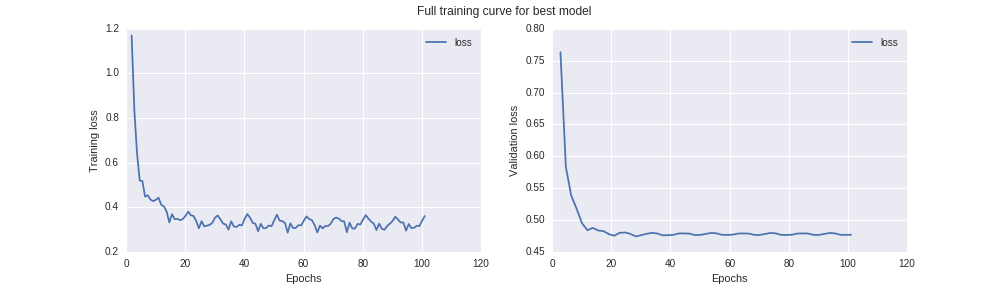 Full training curve for best model
1.2
1.0
0.8
0.6
0.4
0.2
Training loss
loss
0 20 40 60 80 100 120
Epochs
0.80
0.75
0.70
0.65
0.60
0.55
0.50
0.45
Validation loss
loss
0 20 40 60 80 100 120
Epochs